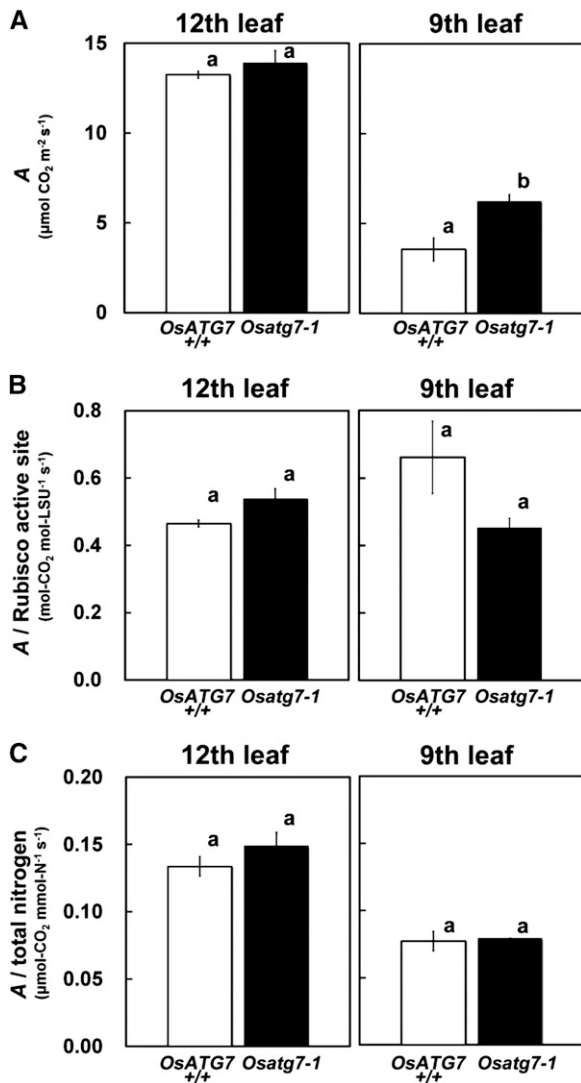 A
12th leaf
9th leaf
A
(µmol CO₂ m⁻² s⁻¹)
15
10
5
0
a
a
a
b
OsATG7
+/+
Osatg7-1
OsATG7
+/+
Osatg7-1
B
12th leaf
9th leaf
A / Rubisco active site
(mol-CO₂ mol-LSU⁻¹ s⁻¹)
0.8
0.6
0.4
0.2
0.0
a
a
a
a
OsATG7
+/+
Osatg7-1
OsATG7
+/+
Osatg7-1
C
12th leaf
9th leaf
A / total nitrogen
(µmol-CO₂ mmol-N⁻¹ s⁻¹)
0.20
0.15
0.10
0.05
0.00
a
a
a
a
OsATG7
+/+
Osatg7-1
OsATG7
+/+
Osatg7-1